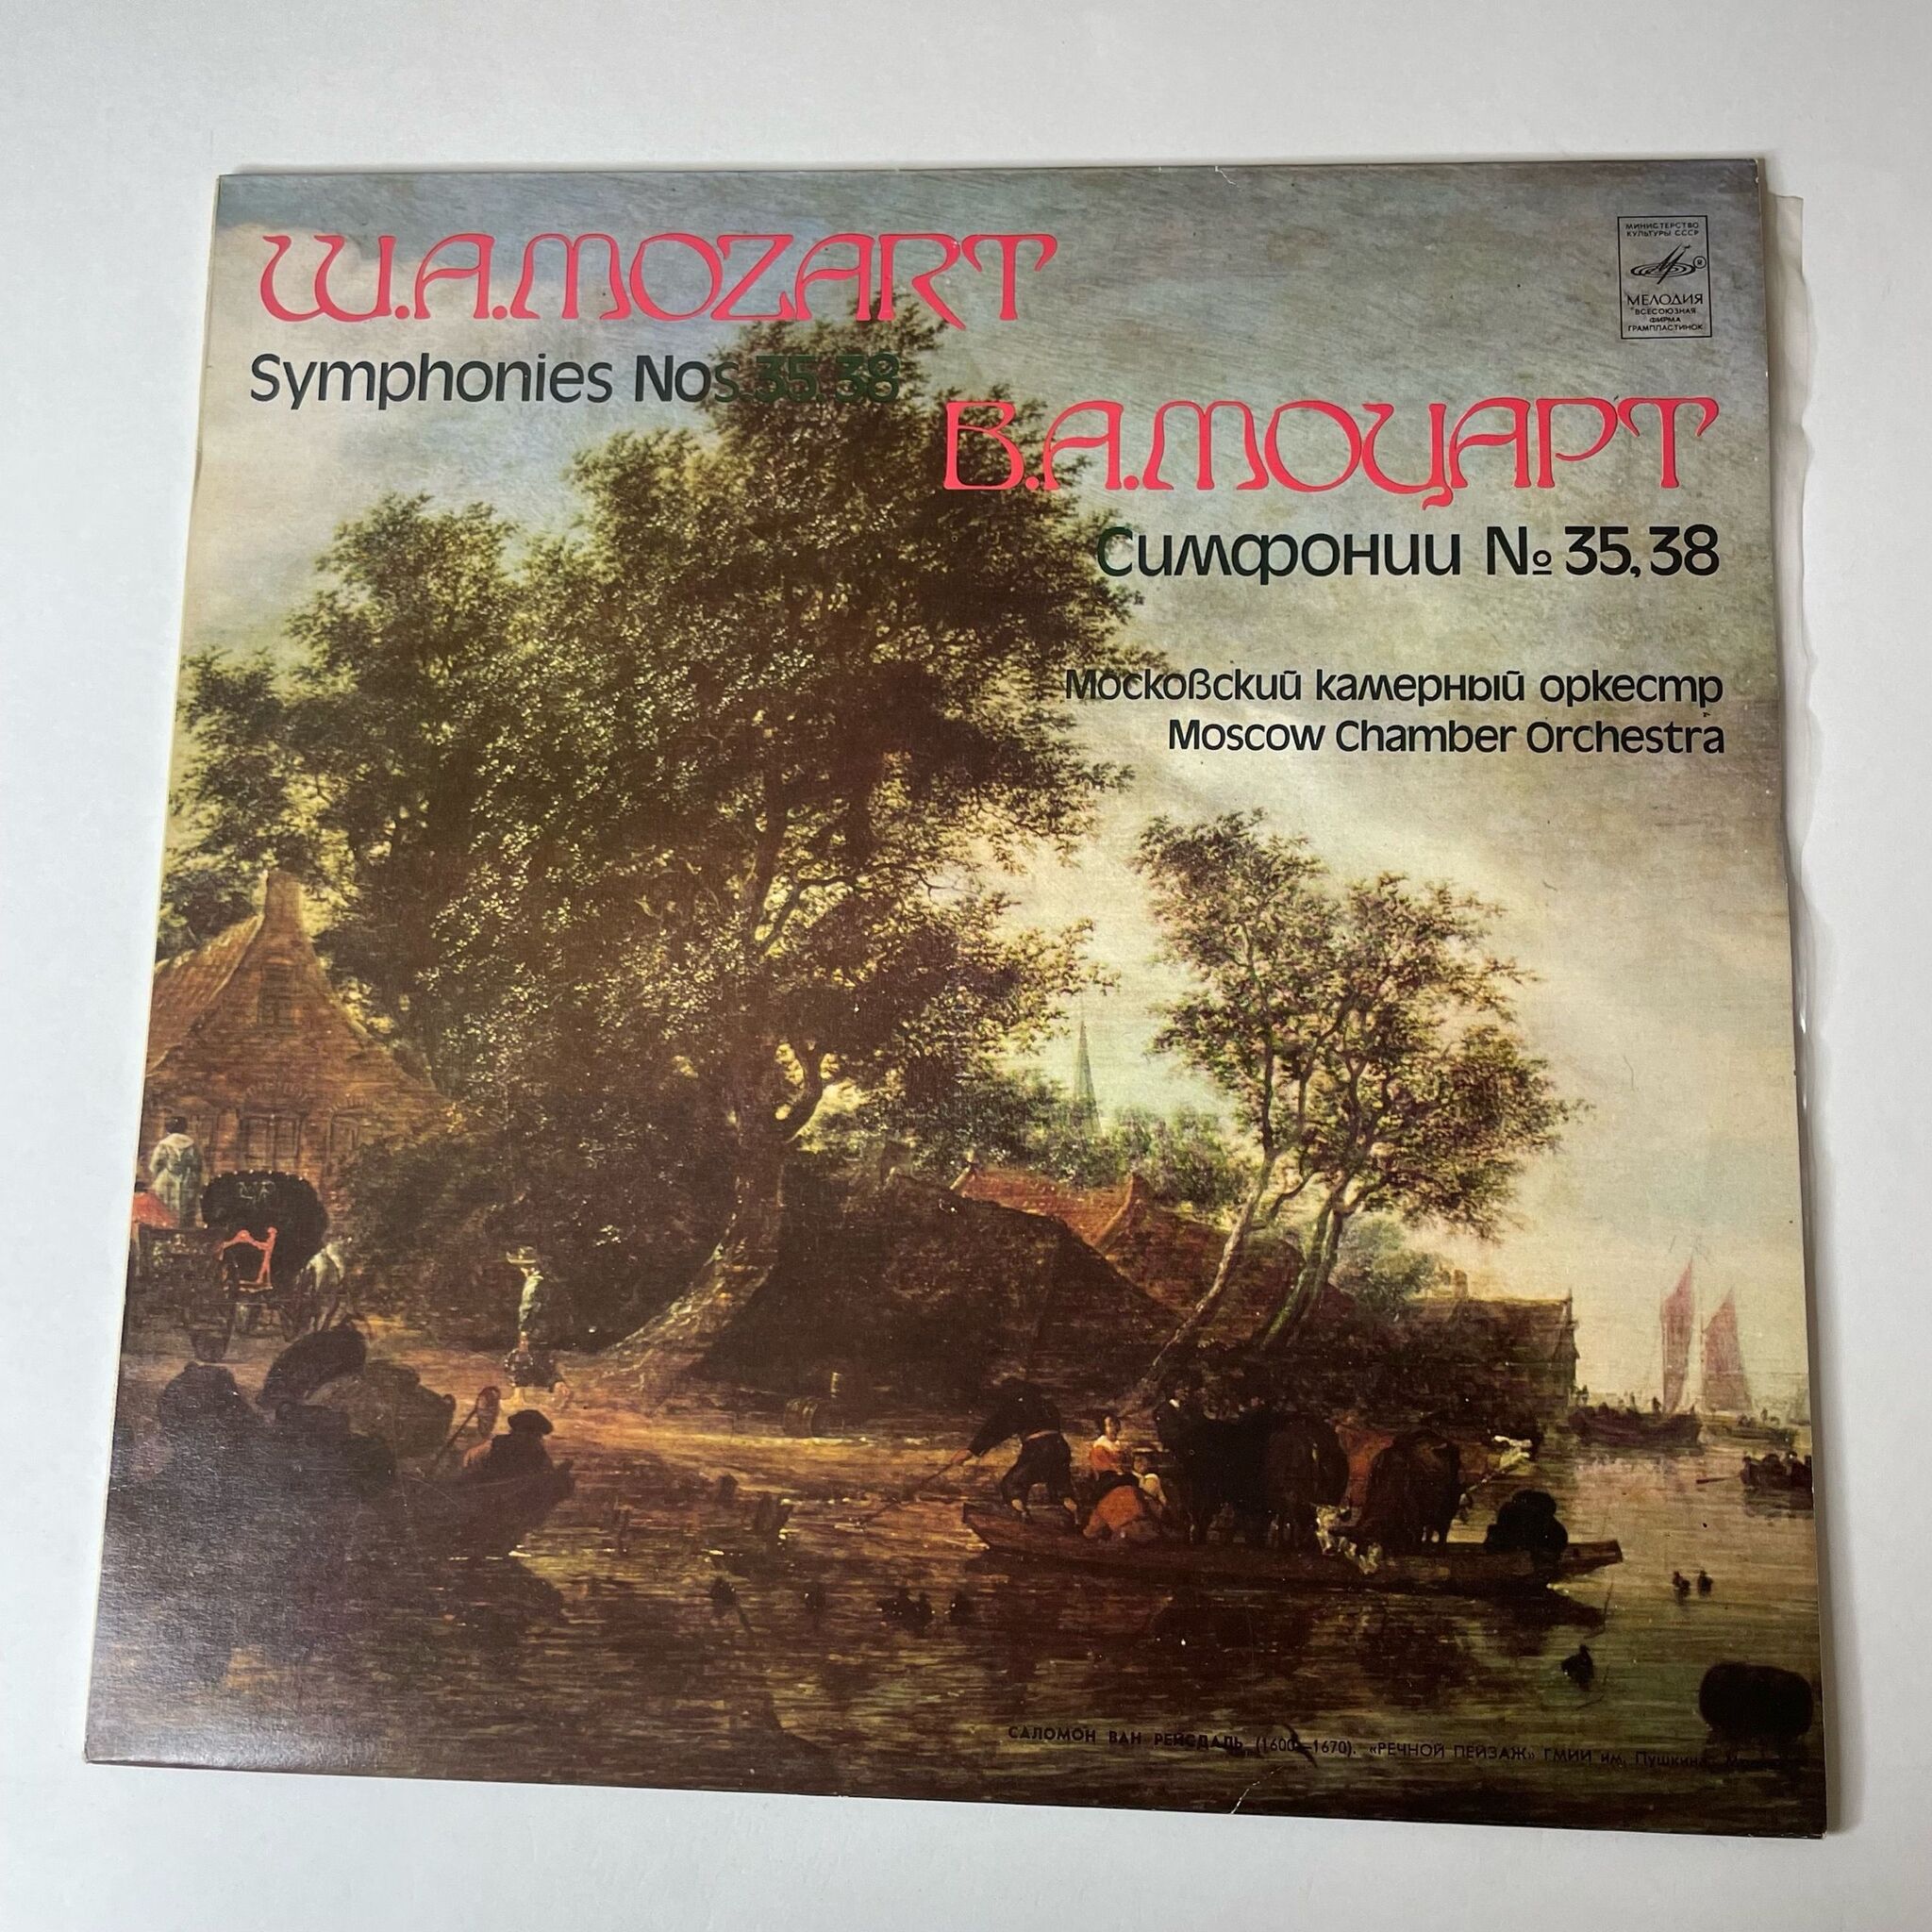 W.A.MOZART
Symphonies Nos.35,38
МИНИСТЕРСТВО
КУЛЬТУРЫ СССР
®
МЕЛОДИЯ
ВСЕСОЮЗНАЯ
ФИРМА
ГРАМПЛАСТИНОК
В.А.МОЦАРТ
Симфонии № 35,38
Московский камерный оркестр
Moscow Chamber Orchestra
САЛОМОН ВАН РЕЙСДАЛЬ (1600—1670). «РЕЧНОЙ ПЕЙЗАЖ» ГМИИ им. Пушкина.